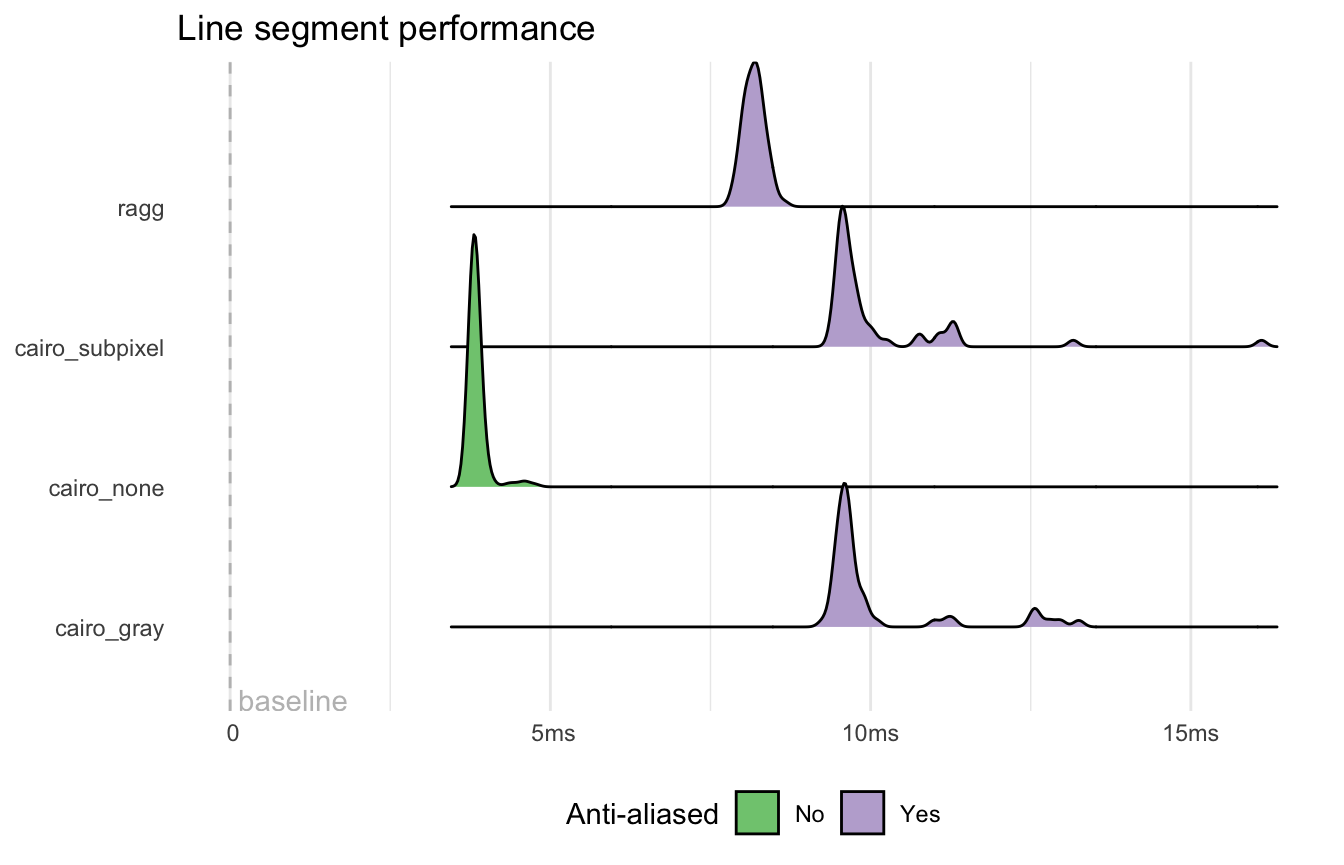 Line segment performance
ragg
cairo_subpixel
cairo_none
cairo_gray
baseline
0 5ms 10ms 15ms
Anti-aliased No Yes